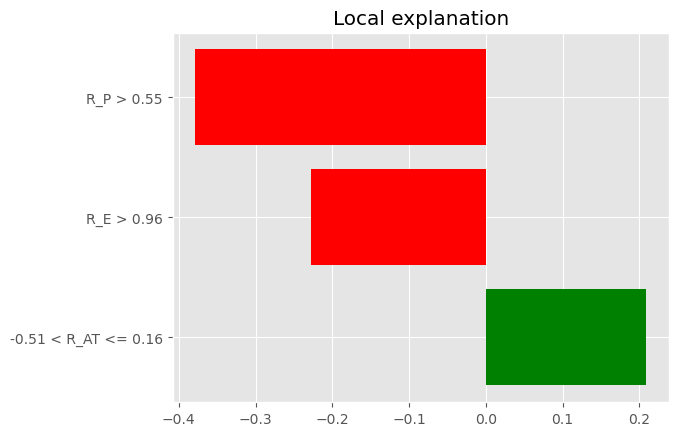 Local explanation
R_P > 0.55
R_E > 0.96
-0.51 < R_AT <= 0.16
−0.4 −0.3 −0.2 −0.1 0.0 0.1 0.2